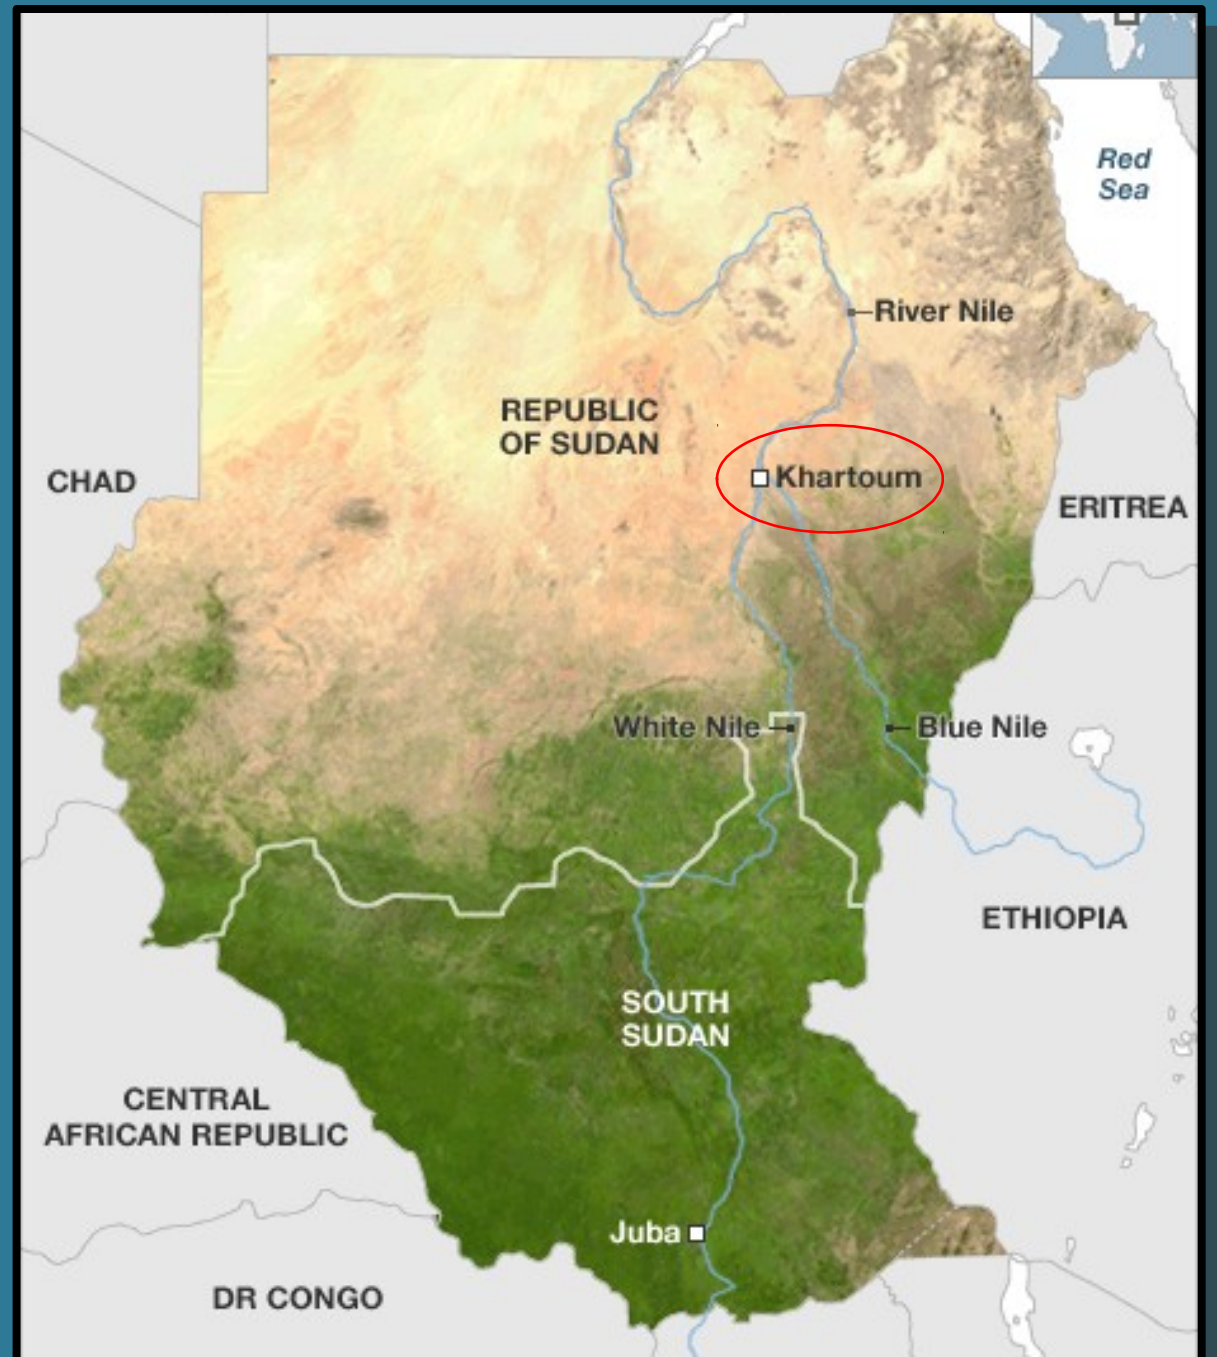 Red
Sea
River Nile
REPUBLIC
OF SUDAN
CHAD
Khartoum
ERITREA
White Nile
Blue Nile
ETHIOPIA
SOUTH
SUDAN
CENTRAL
AFRICAN REPUBLIC
Juba
DR CONGO